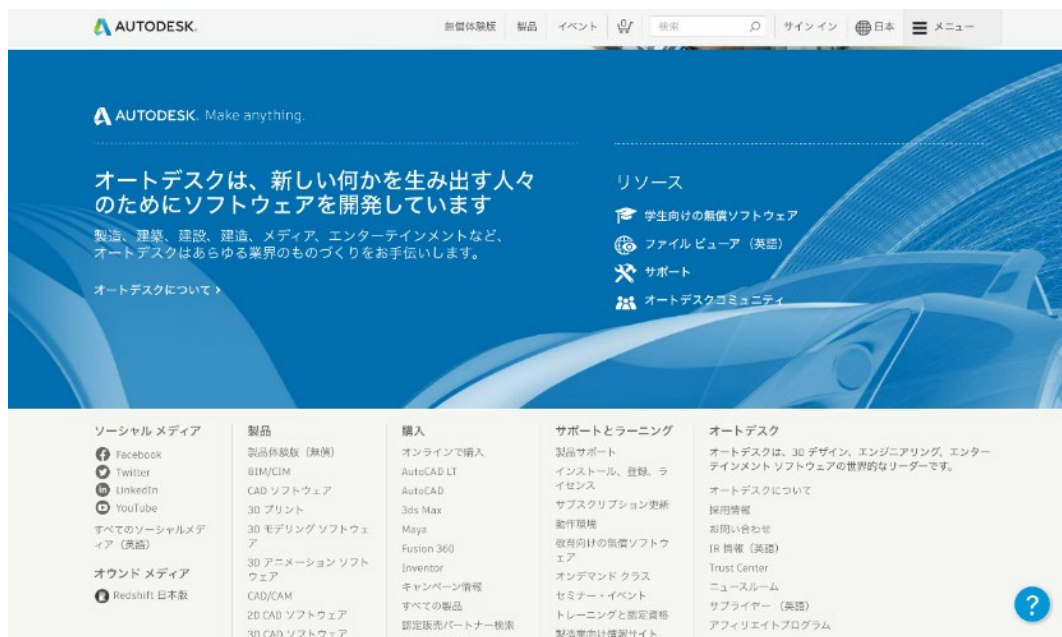 AUTODESK.
無償体験版
製品
イベント
0
検索
サイン イン
日本
メニュー
AUTODESK. Make anything.
オートデスクは、新しい何かを生み出す人々
のためにソフトウェアを開発しています
製造、建築、建設、建造、メディア、エンターテインメントなど、
オートデスクはあらゆる業界のものづくりをお手伝いします。
オートデスクについて ›
リソース
学生向けの無償ソフトウェア
ファイル ビューア（英語）
サポート
オートデスクコミュニティ
ソーシャル メディア
Facebook
Twitter
LinkedIn
YouTube
すべてのソーシャルメデ
ィア（英語）
オウンド メディア
Redshift 日本版
製品
製品体験版（無償）
BIM/CIM
CAD ソフトウェア
3D プリント
3D モデリング ソフトウェ
ア
3D アニメーション ソフト
ウェア
CAD/CAM
2D CAD ソフトウェア
3D CAD ソフトウェア
購入
オンラインで購入
AutoCAD LT
AutoCAD
3ds Max
Maya
Fusion 360
Inventor
キャンペーン情報
すべての製品
認定販売パートナー検索
サポートとラーニング
製品サポート
インストール、登録、ラ
イセンス
サブスクリプション更新
動作環境
教育向けの無償ソフトウ
ェア
オンデマンド クラス
セミナー・イベント
トレーニングと認定資格
製造業向け情報サイト
オートデスク
オートデスクは、3D デザイン、エンジニアリング、エンター
テインメント ソフトウェアの世界的なリーダーです。
オートデスクについて
採用情報
お問い合わせ
IR 情報（英語）
Trust Center
ニュースルーム
サプライヤー（英語）
アフィリエイトプログラム
?